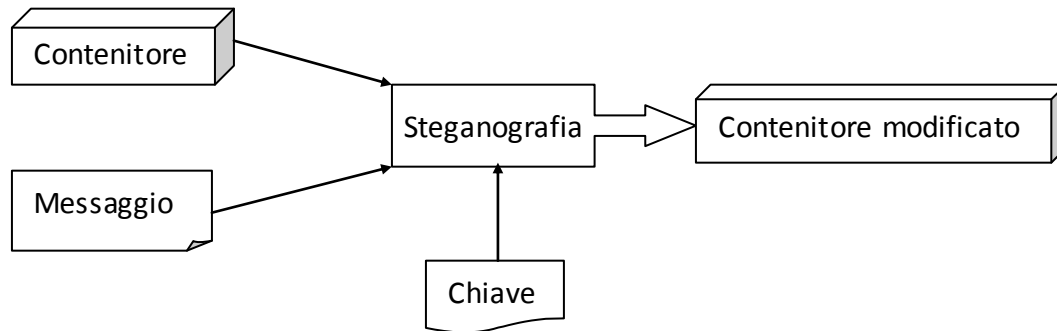 Contenitore
Steganografia
Contenitore modificato
Messaggio
Chiave